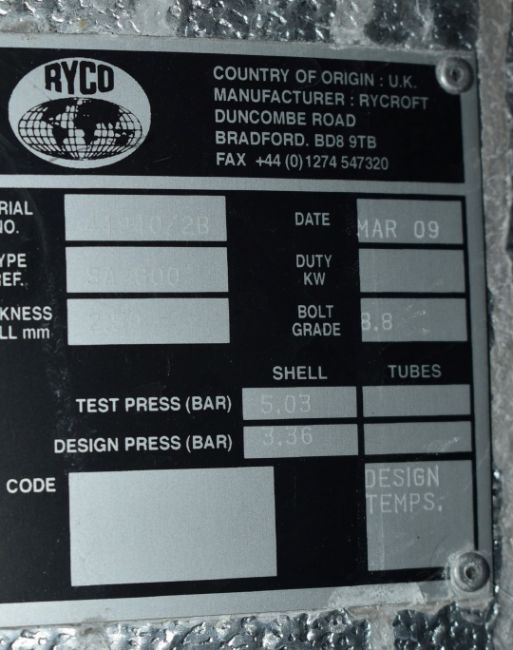 RYCO
COUNTRY OF ORIGIN : U.K.
MANUFACTURER : RYCROFT
DUNCOMBE ROAD
BRADFORD. BD8 9TB
FAX +44 (0)1274 547320
RIAL
NO.
DATE MAR 09
YPE
REF.
DUTY
KW
KNESS
LL mm
BOLT
GRADE 8.8
SHELL TUBES
TEST PRESS (BAR) 5.03
DESIGN PRESS (BAR) 3.36
CODE
DESIGN
TEMPS.